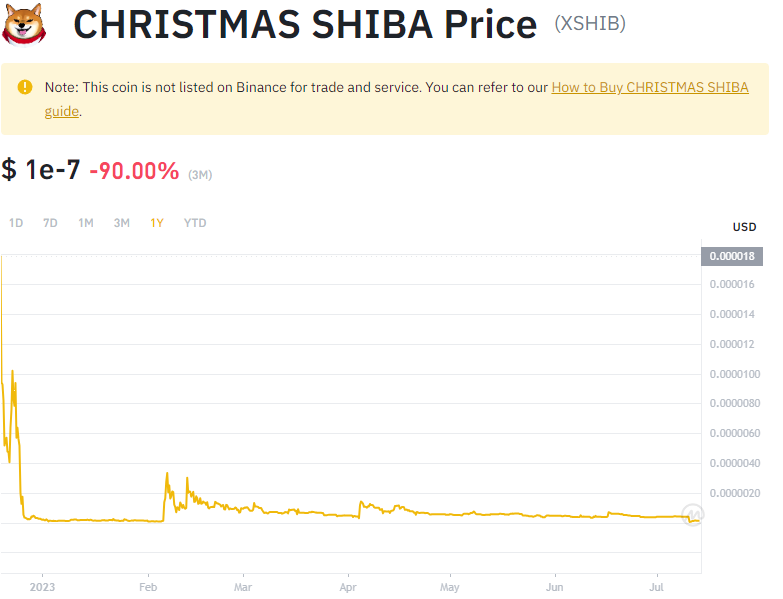 CHRISTMAS SHIBA Price (XSHIB)
Note: This coin is not listed on Binance for trade and service. You can refer to our How to Buy CHRISTMAS SHIBA
guide.
$ 1e-7 -90.00% (3M)
1D 7D 1M 3M 1Y YTD
USD
0.000018
0.000016
0.000014
0.000012
0.0000100
0.0000080
0.0000060
0.0000040
0.0000020
2023 Feb Mar Apr May Jun Jul